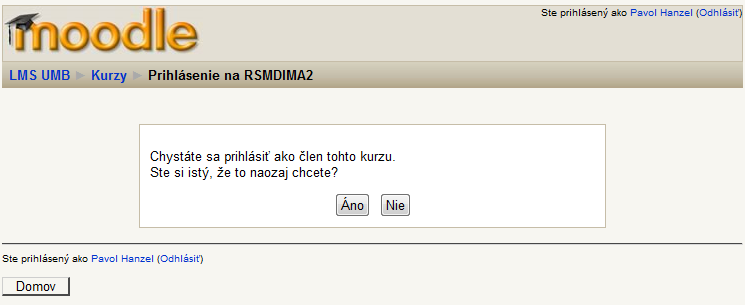 moodle
Ste prihlásený ako Pavol Hanzel (Odhlásiť)
LMS UMB ► Kurzy ► Prihlásenie na RSMDIMA2
Chystáte sa prihlásiť ako člen tohto kurzu.
Ste si istý, že to naozaj chcete?
Áno Nie
Ste prihlásený ako Pavol Hanzel (Odhlásiť)
Domov